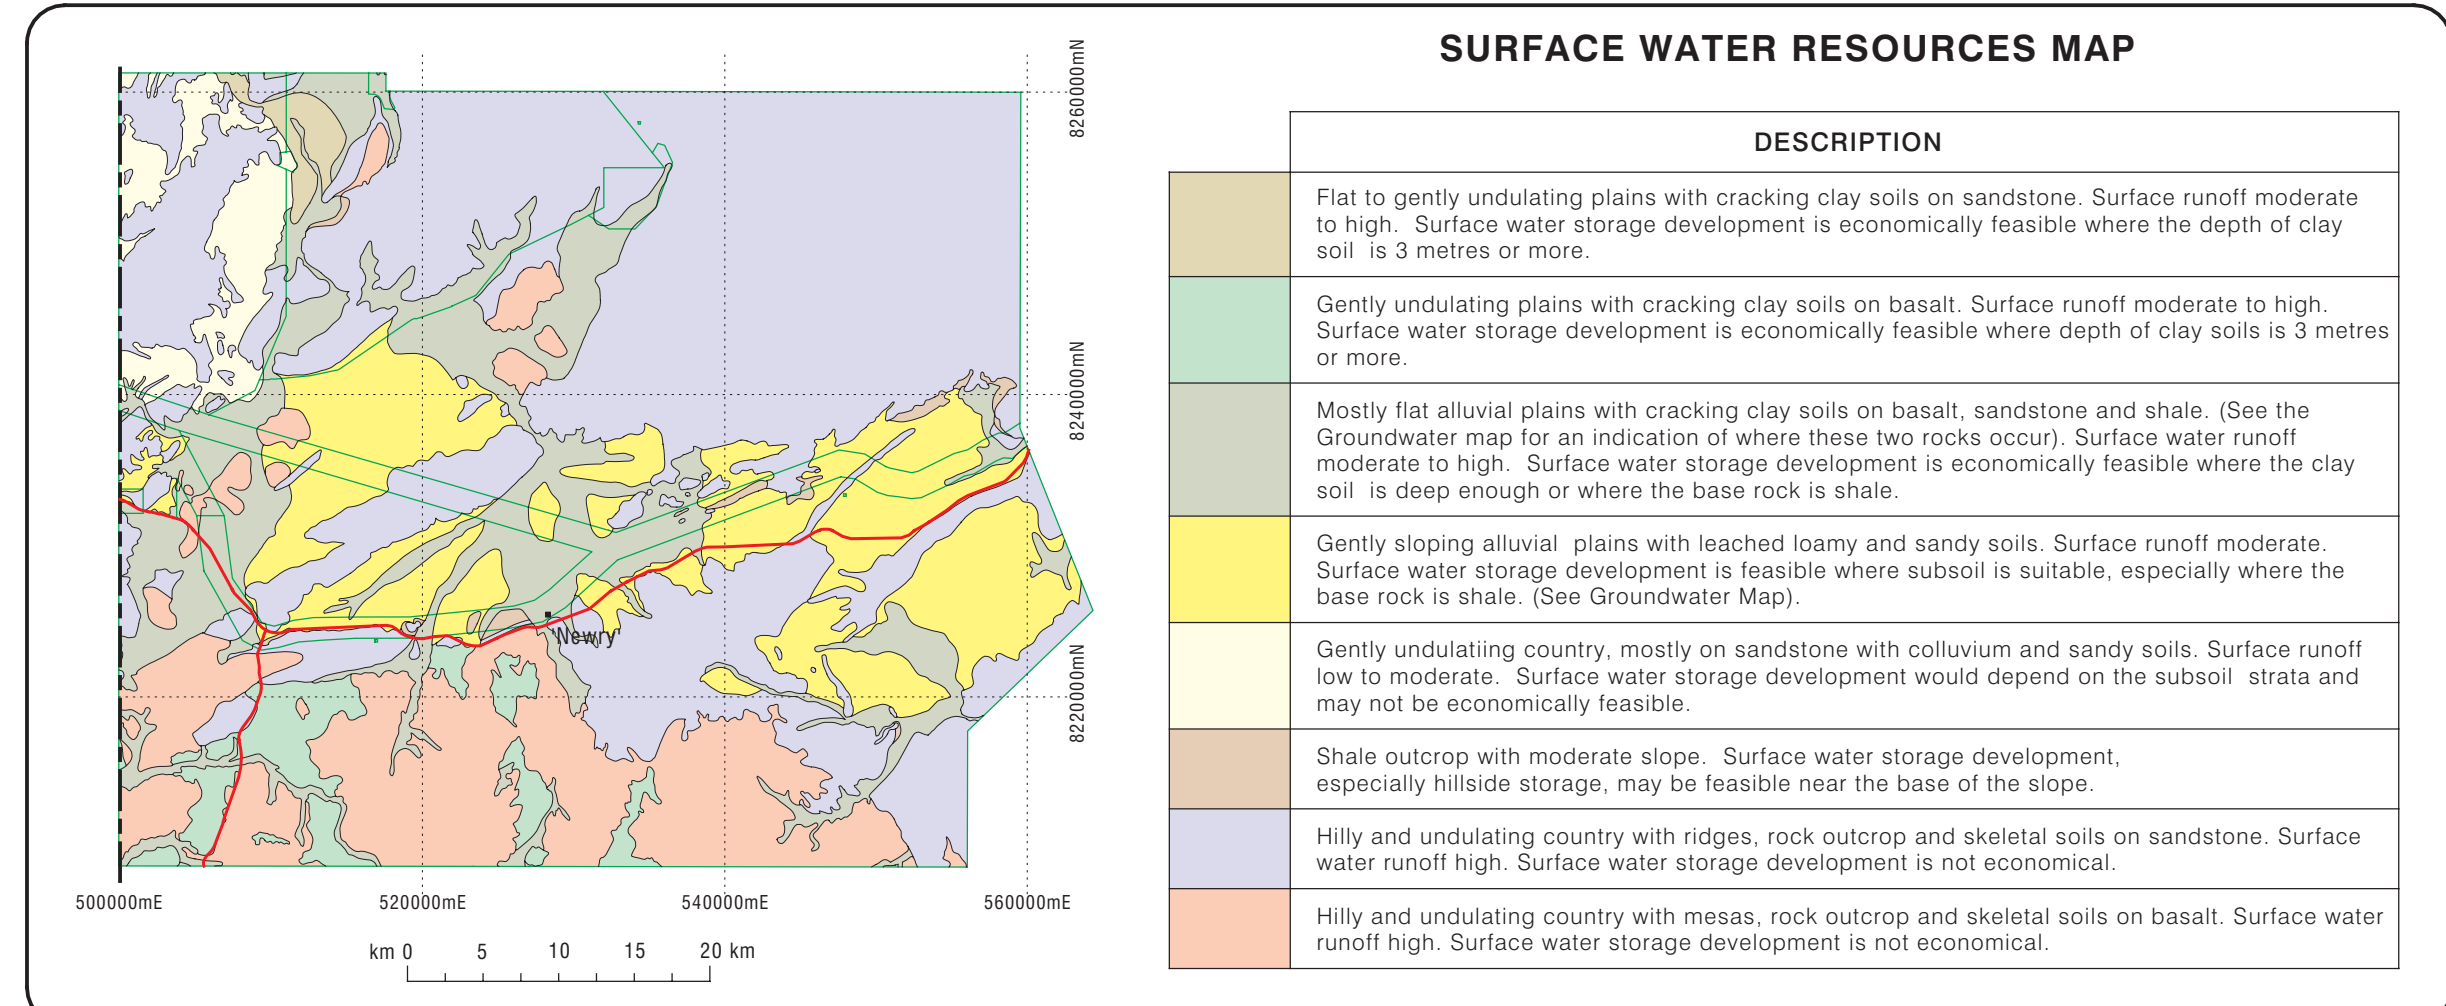 SURFACE WATER RESOURCES MAP
8260000mN
8240000mN
8220000mN
'Newry'
500000mE 520000mE 540000mE 560000mE
km 0 5 10 15 20 km
DESCRIPTION
Flat to gently undulating plains with cracking clay soils on sandstone. Surface runoff moderate
to high. Surface water storage development is economically feasible where the depth of clay
soil is 3 metres or more.
Gently undulating plains with cracking clay soils on basalt. Surface runoff moderate to high.
Surface water storage development is economically feasible where depth of clay soils is 3 metres
or more.
Mostly flat alluvial plains with cracking clay soils on basalt, sandstone and shale. (See the
Groundwater map for an indication of where these two rocks occur). Surface water runoff
moderate to high. Surface water storage development is economically feasible where the clay
soil is deep enough or where the base rock is shale.
Gently sloping alluvial plains with leached loamy and sandy soils. Surface runoff moderate.
Surface water storage development is feasible where subsoil is suitable, especially where the
base rock is shale. (See Groundwater Map).
Gently undulatiing country, mostly on sandstone with colluvium and sandy soils. Surface runoff
low to moderate. Surface water storage development would depend on the subsoil strata and
may not be economically feasible.
Shale outcrop with moderate slope. Surface water storage development,
especially hillside storage, may be feasible near the base of the slope.
Hilly and undulating country with ridges, rock outcrop and skeletal soils on sandstone. Surface
water runoff high. Surface water storage development is not economical.
Hilly and undulating country with mesas, rock outcrop and skeletal soils on basalt. Surface water
runoff high. Surface water storage development is not economical.